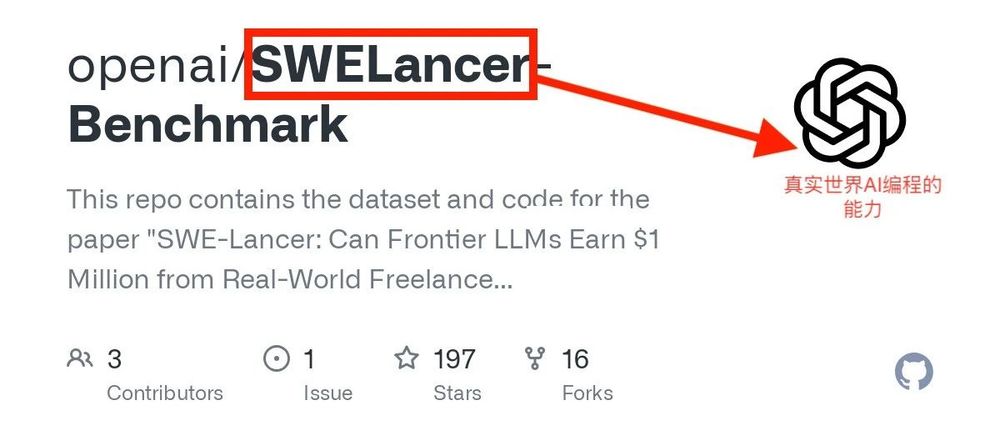 openai/SWELancer-
Benchmark
真实世界AI编程的
能力
This repo contains the dataset and code for the
paper "SWE-Lancer: Can Frontier LLMs Earn $1
Million from Real-World Freelance...
3
Contributors
1
Issue
197
Stars
16
Forks